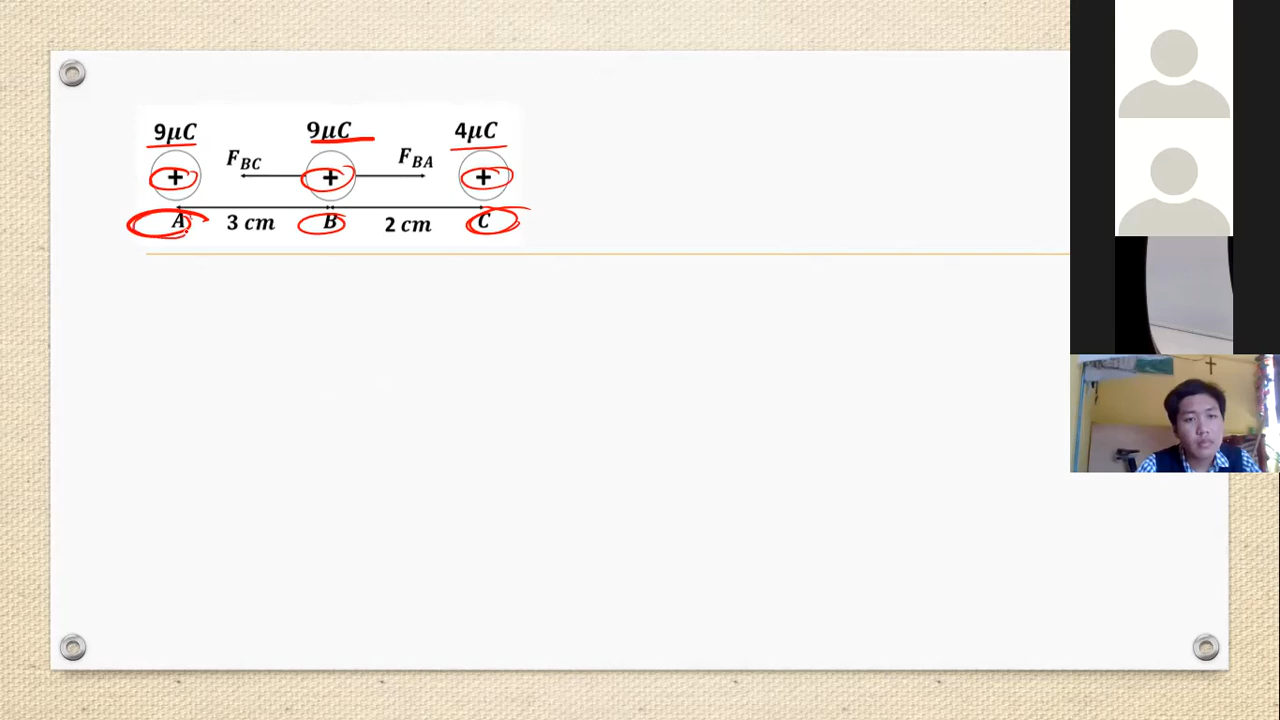 9μC 9μC 4μC
F_BC F_BA
+ + +
A 3 cm B 2 cm C